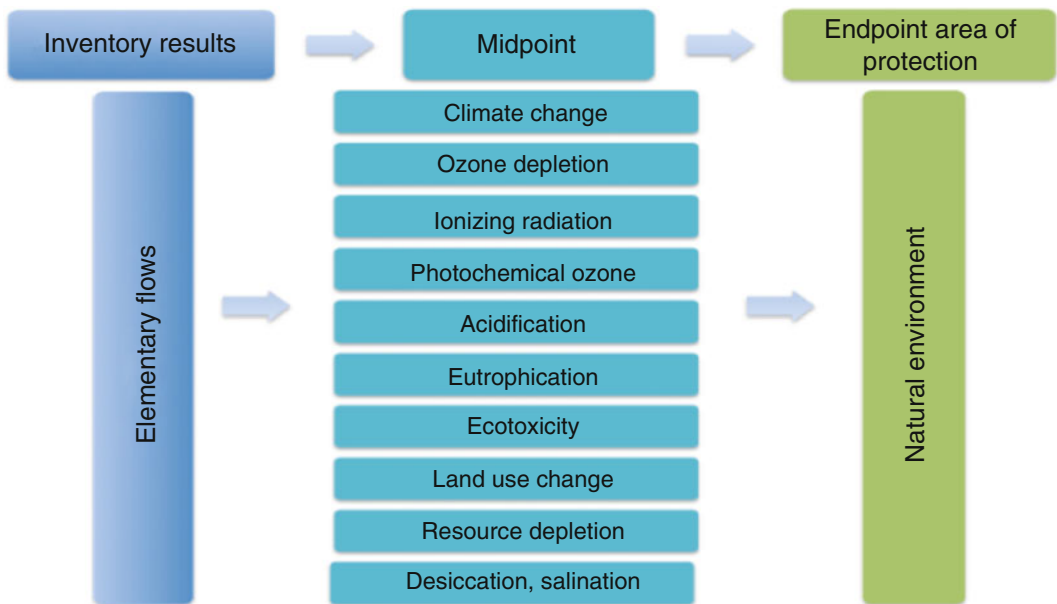 Inventory results
Midpoint
Endpoint area of
protection
Elementary flows
Climate change
Ozone depletion
Ionizing radiation
Photochemical ozone
Acidification
Eutrophication
Ecotoxicity
Land use change
Resource depletion
Desiccation, salination
Natural environment